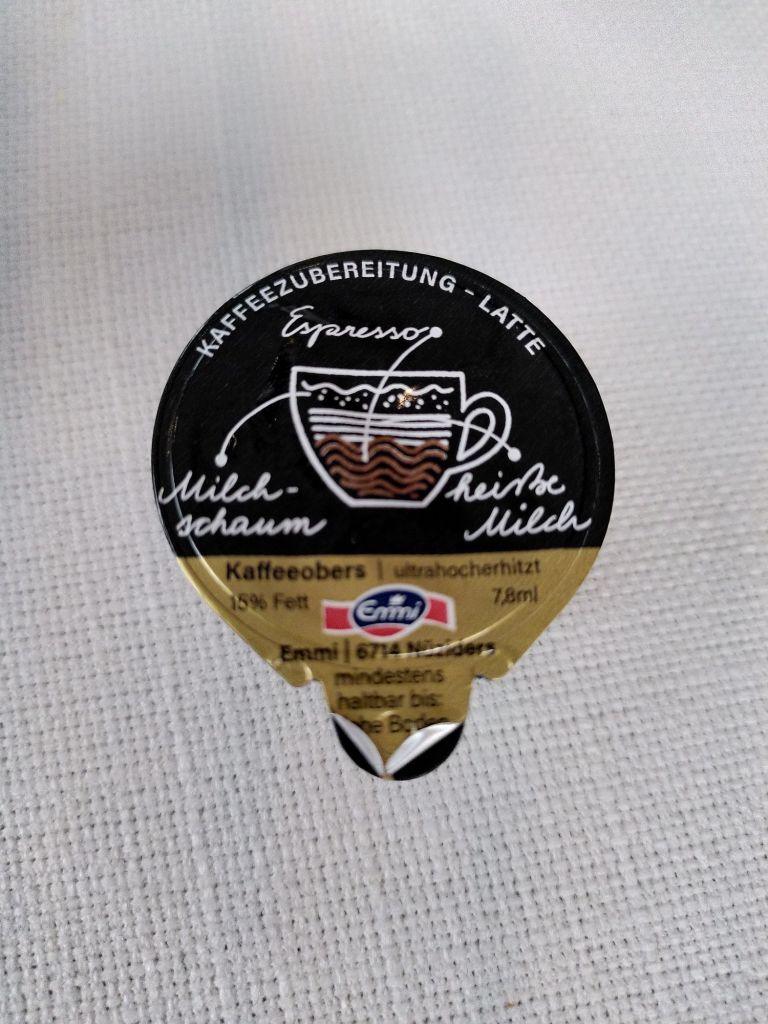 KAFFEEZUBEREITUNG - LATTE
Espresso
Milch-
schaum
heiße
Milch
Kaffeeobers | ultrahocherhitzt
15% Fett
7,8ml
Emmi
Emmi | 6714 Nüziders
mindestens
haltbar bis: